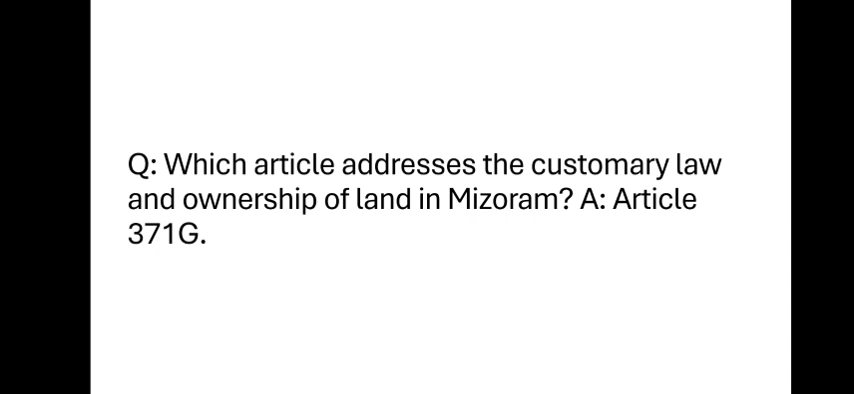 Q: Which article addresses the customary law
and ownership of land in Mizoram? A: Article
371G.